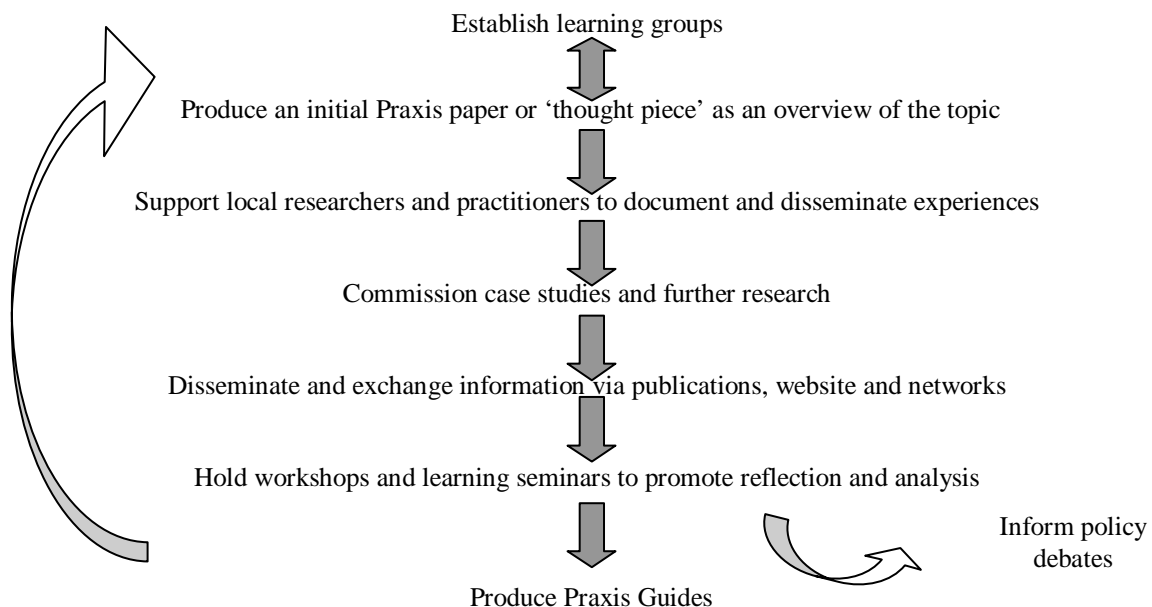 Establish learning groups
Produce an initial Praxis paper or ‘thought piece’ as an overview of the topic
Support local researchers and practitioners to document and disseminate experiences
Commission case studies and further research
Disseminate and exchange information via publications, website and networks
Hold workshops and learning seminars to promote reflection and analysis
Inform policy
debates
Produce Praxis Guides